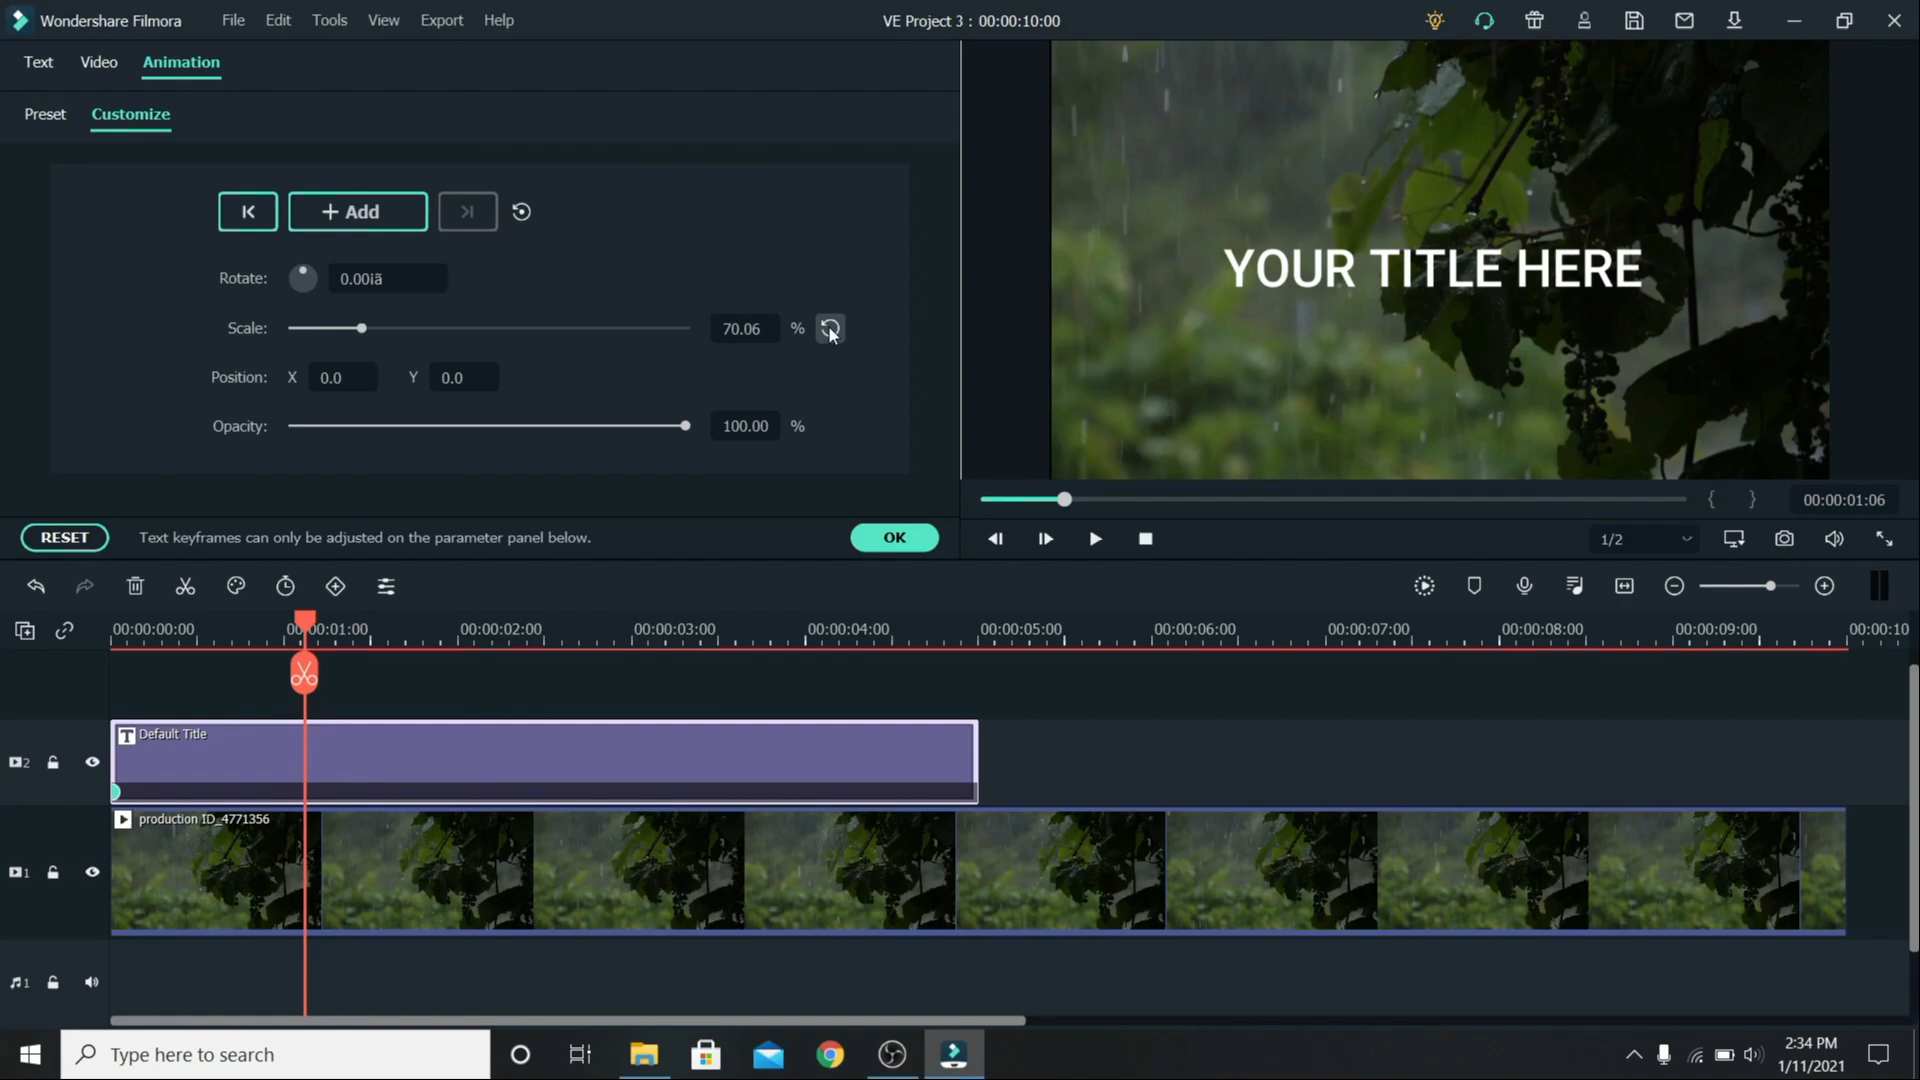 Wondershare Filmora File Edit Tools View Export Help VE Project 3 : 00:00:10:00
Text Video Animation
Preset Customize
+ Add
Rotate: 0.00iã
Scale: 70.06 %
Position: X 0.0 Y 0.0
Opacity: 100.00 %
RESET Text keyframes can only be adjusted on the parameter panel below. OK
YOUR TITLE HERE
{ } 00:00:01:06
1/2
00:00:00:00 00:00:01:00 00:00:02:00 00:00:03:00 00:00:04:00 00:00:05:00 00:00:06:00 00:00:07:00 00:00:08:00 00:00:09:00 00:00:10
T Default Title
2
production ID_4771356
1
1
Type here to search
2:34 PM
1/11/2021